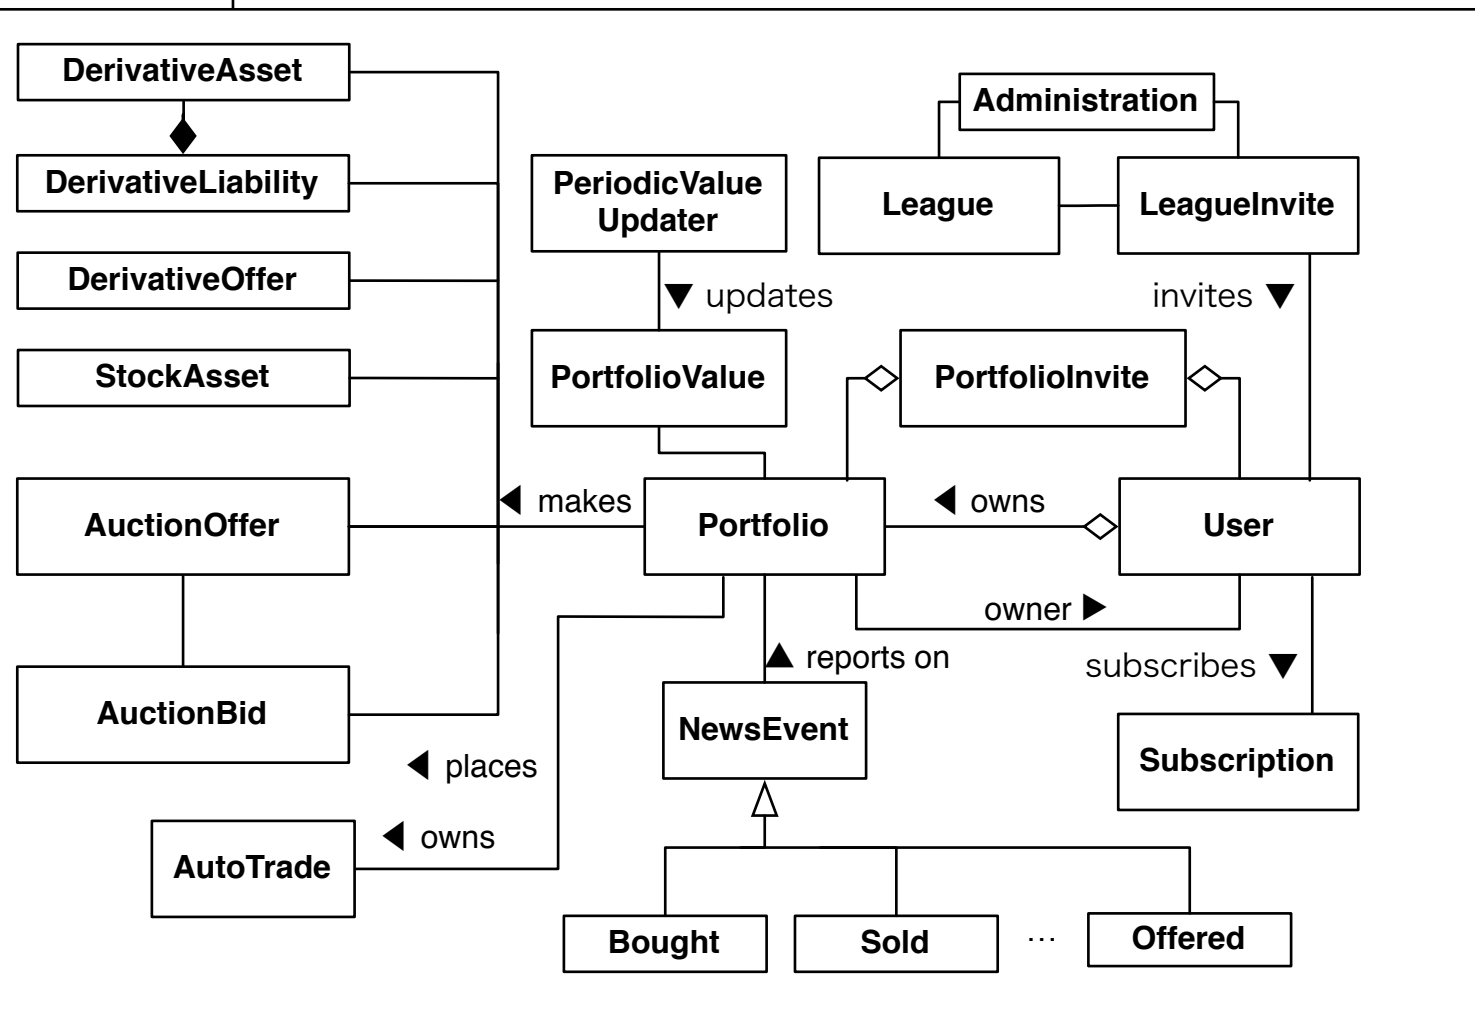 DerivativeAsset
Administration
DerivativeLiability
PeriodicValue
Updater
League
LeagueInvite
DerivativeOffer
updates
invites
StockAsset
PortfolioValue
PortfolioInvite
makes
owns
AuctionOffer
Portfolio
User
owner
reports on
subscribes
AuctionBid
NewsEvent
places
Subscription
owns
AutoTrade
Bought
Sold
...
Offered